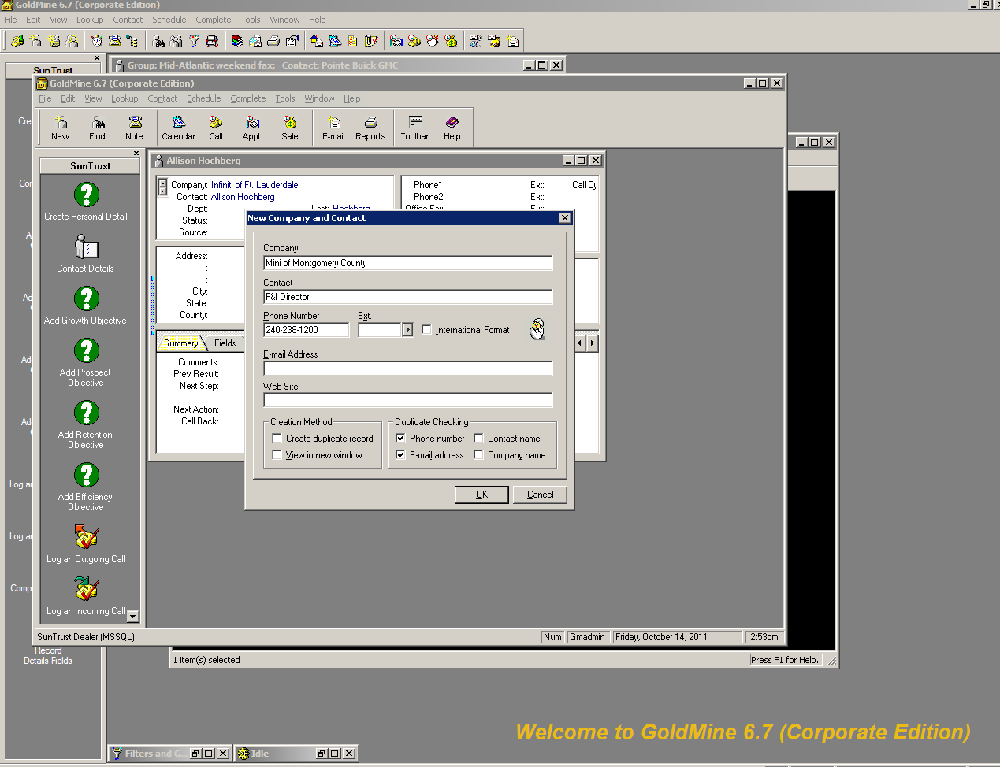 GoldMine 6.7 (Corporate Edition)
File Edit View Lookup Contact Schedule Complete Tools Window Help
SunTrust
Group: Mid-Atlantic weekend fax; Contact: Pointe Buick GMC
GoldMine 6.7 (Corporate Edition)
File Edit View Lookup Contact Schedule Complete Tools Window Help
New Find Note Calendar Call Appt. Sale E-mail Reports Toolbar Help
SunTrust
Create Personal Detail
Contact Details
Add Growth Objective
Add Prospect
Objective
Add Retention
Objective
Add Efficiency
Objective
Log an Outgoing Call
Log an Incoming Call
Allison Hochberg
Company: Infiniti of Ft. Lauderdale
Contact: Allison Hochberg
Dept: Last: Hochberg
Status:
Source:
Phone1: Ext: Call Cy
Phone2: Ext:
Address:
:
:
City:
State:
County:
Summary Fields
Comments:
Prev Result:
Next Step:
Next Action:
Call Back:
New Company and Contact
Company
Mini of Montgomery County
Contact
F&I Director
Phone Number Ext.
240-238-1200 International Format
E-mail Address
Web Site
Creation Method Duplicate Checking
Create duplicate record Phone number Contact name
View in new window E-mail address Company name
OK Cancel
SunTrust Dealer (MSSQL) Num Gmadmin Friday, October 14, 2011 2:53pm
Cre
Con
A
Ad
Ad
Ad
Log an
Log an
Comp
Record
Details-Fields
1 item(s) selected Press F1 for Help.
Welcome to GoldMine 6.7 (Corporate Edition)
Filters and G... Idle